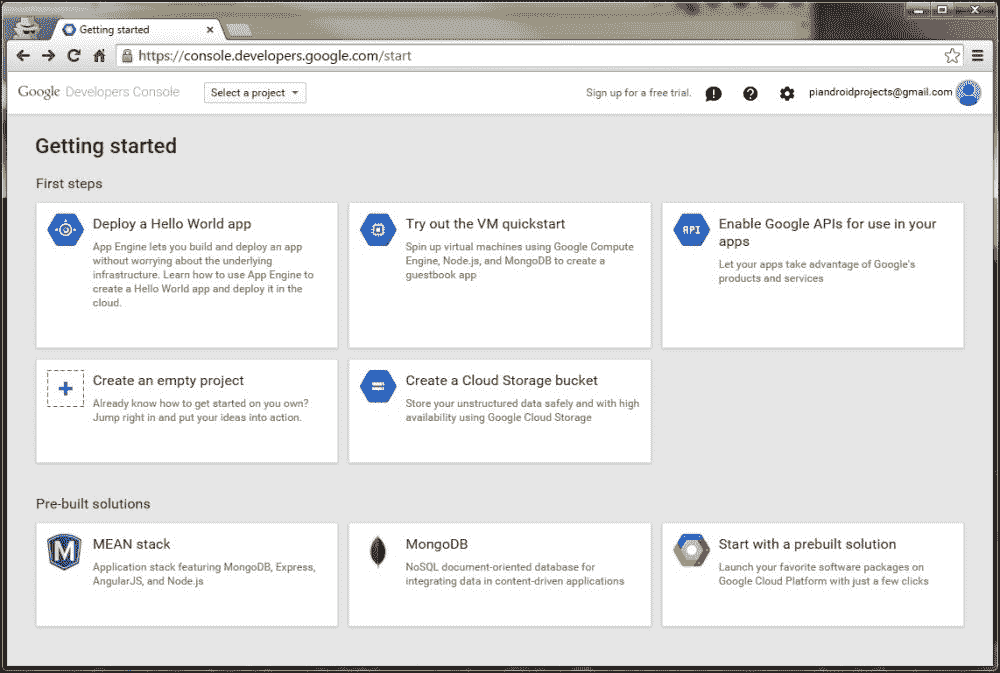 Getting started
https://console.developers.google.com/start
Google Developers Console
Select a project
Sign up for a free trial.
piandroidprojects@gmail.com
Getting started
First steps
Deploy a Hello World app
App Engine lets you build and deploy an app
without worrying about the underlying
infrastructure. Learn how to use App Engine to
create a Hello World app and deploy it in the
cloud.
Try out the VM quickstart
Spin up virtual machines using Google Compute
Engine, Node.js, and MongoDB to create a
guestbook app
API
Enable Google APIs for use in your
apps
Let your apps take advantage of Google's
products and services
Create an empty project
Already know how to get started on you own?
Jump right in and put your ideas into action.
Create a Cloud Storage bucket
Store your unstructured data safely and with high
availability using Google Cloud Storage
Pre-built solutions
M
MEAN stack
Application stack featuring MongoDB, Express,
AngularJS, and Node.js
MongoDB
NoSQL document-oriented database for
integrating data in content-driven applications
Start with a prebuilt solution
Launch your favorite software packages on
Google Cloud Platform with just a few clicks